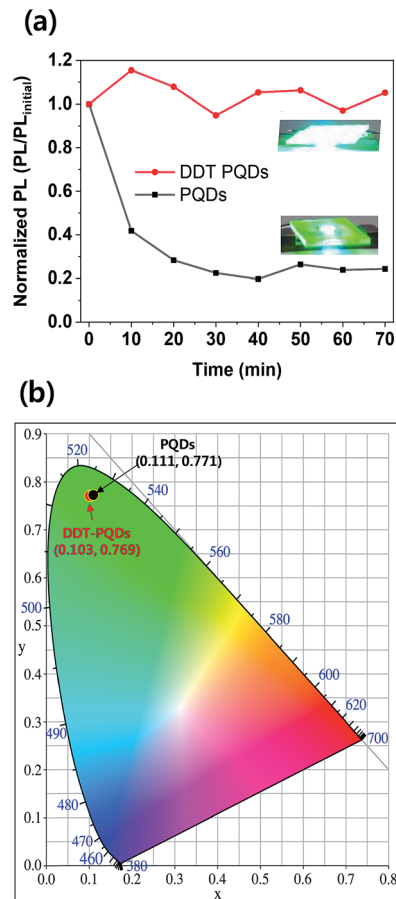 (a)
Normalized PL (PL/PLinitial)
1.2
1.0
0.8
0.6
0.4
0.2
0.0
DDT PQDs
PQDs
0 10 20 30 40 50 60 70
Time (min)
(b)
0.9
0.8
0.7
0.6
0.5
0.4
0.3
0.2
0.1
0.0
y
520
PQDs
(0.111, 0.771)
540
DDT-PQDs
(0.103, 0.769)
560
500
580
600
620
490
700
480
470
460
380
0.0 0.1 0.2 0.3 0.4 0.5 0.6 0.7 0.8
x